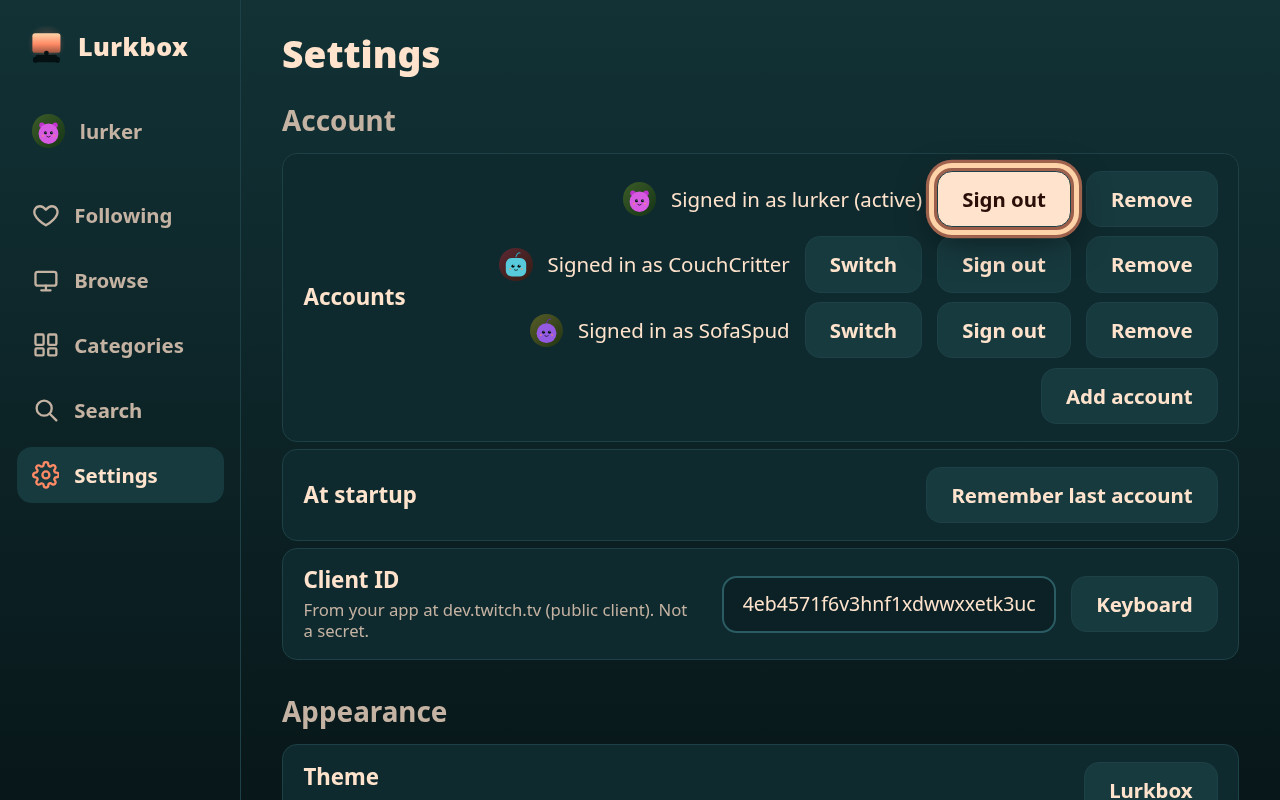 Lurkbox
lurker
Following
Browse
Categories
Search
Settings
Settings
Account
Accounts
Signed in as lurker (active) Sign out Remove
Signed in as CouchCritter Switch Sign out Remove
Signed in as SofaSpud Switch Sign out Remove
Add account
At startup Remember last account
Client ID
From your app at dev.twitch.tv (public client). Not
a secret.
4eb4571f6v3hnf1xdwwxxetk3uc Keyboard
Appearance
Theme
Lurkbox